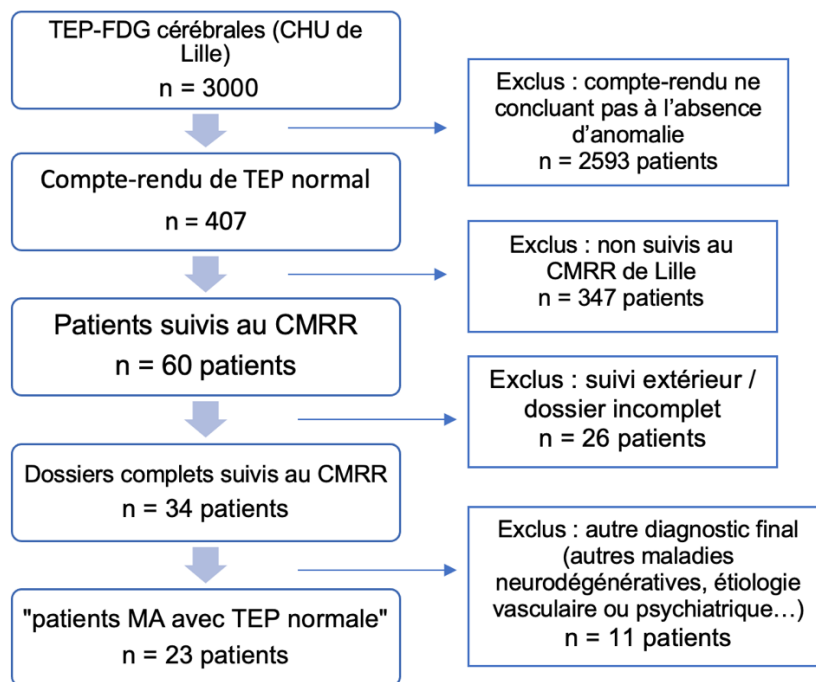 TEP-FDG cérébrales (CHU de
Lille)
n = 3000
Exclus : compte-rendu ne
concluant pas à l'absence
d'anomalie
n = 2593 patients
Compte-rendu de TEP normal
n = 407
Exclus : non suivis au
CMRR de Lille
n = 347 patients
Patients suivis au CMRR
n = 60 patients
Exclus : suivi extérieur /
dossier incomplet
n = 26 patients
Dossiers complets suivis au CMRR
n = 34 patients
Exclus : autre diagnostic final
(autres maladies
neurodégénératives, étiologie
vasculaire ou psychiatrique…)
n = 11 patients
"patients MA avec TEP normale"
n = 23 patients